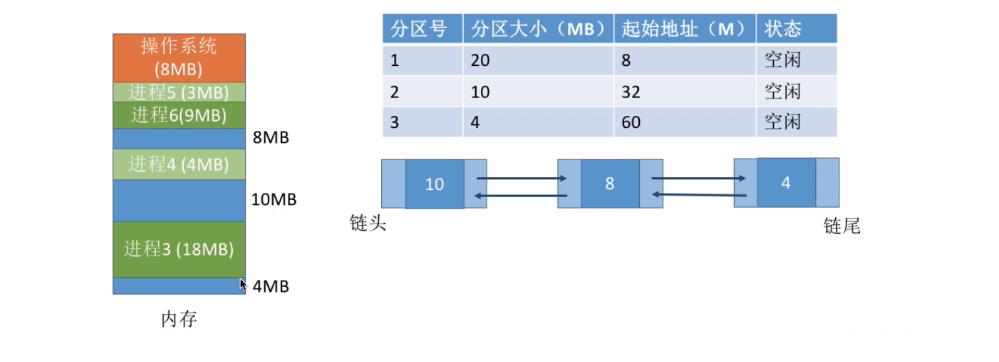 操作系统
(8MB)
进程5 (3MB)
进程6(9MB)
8MB
进程4 (4MB)
10MB
进程3 (18MB)
4MB
内存
分区号 分区大小（MB） 起始地址（M） 状态
1 20 8 空闲
2 10 32 空闲
3 4 60 空闲
10 8 4
链头
链尾